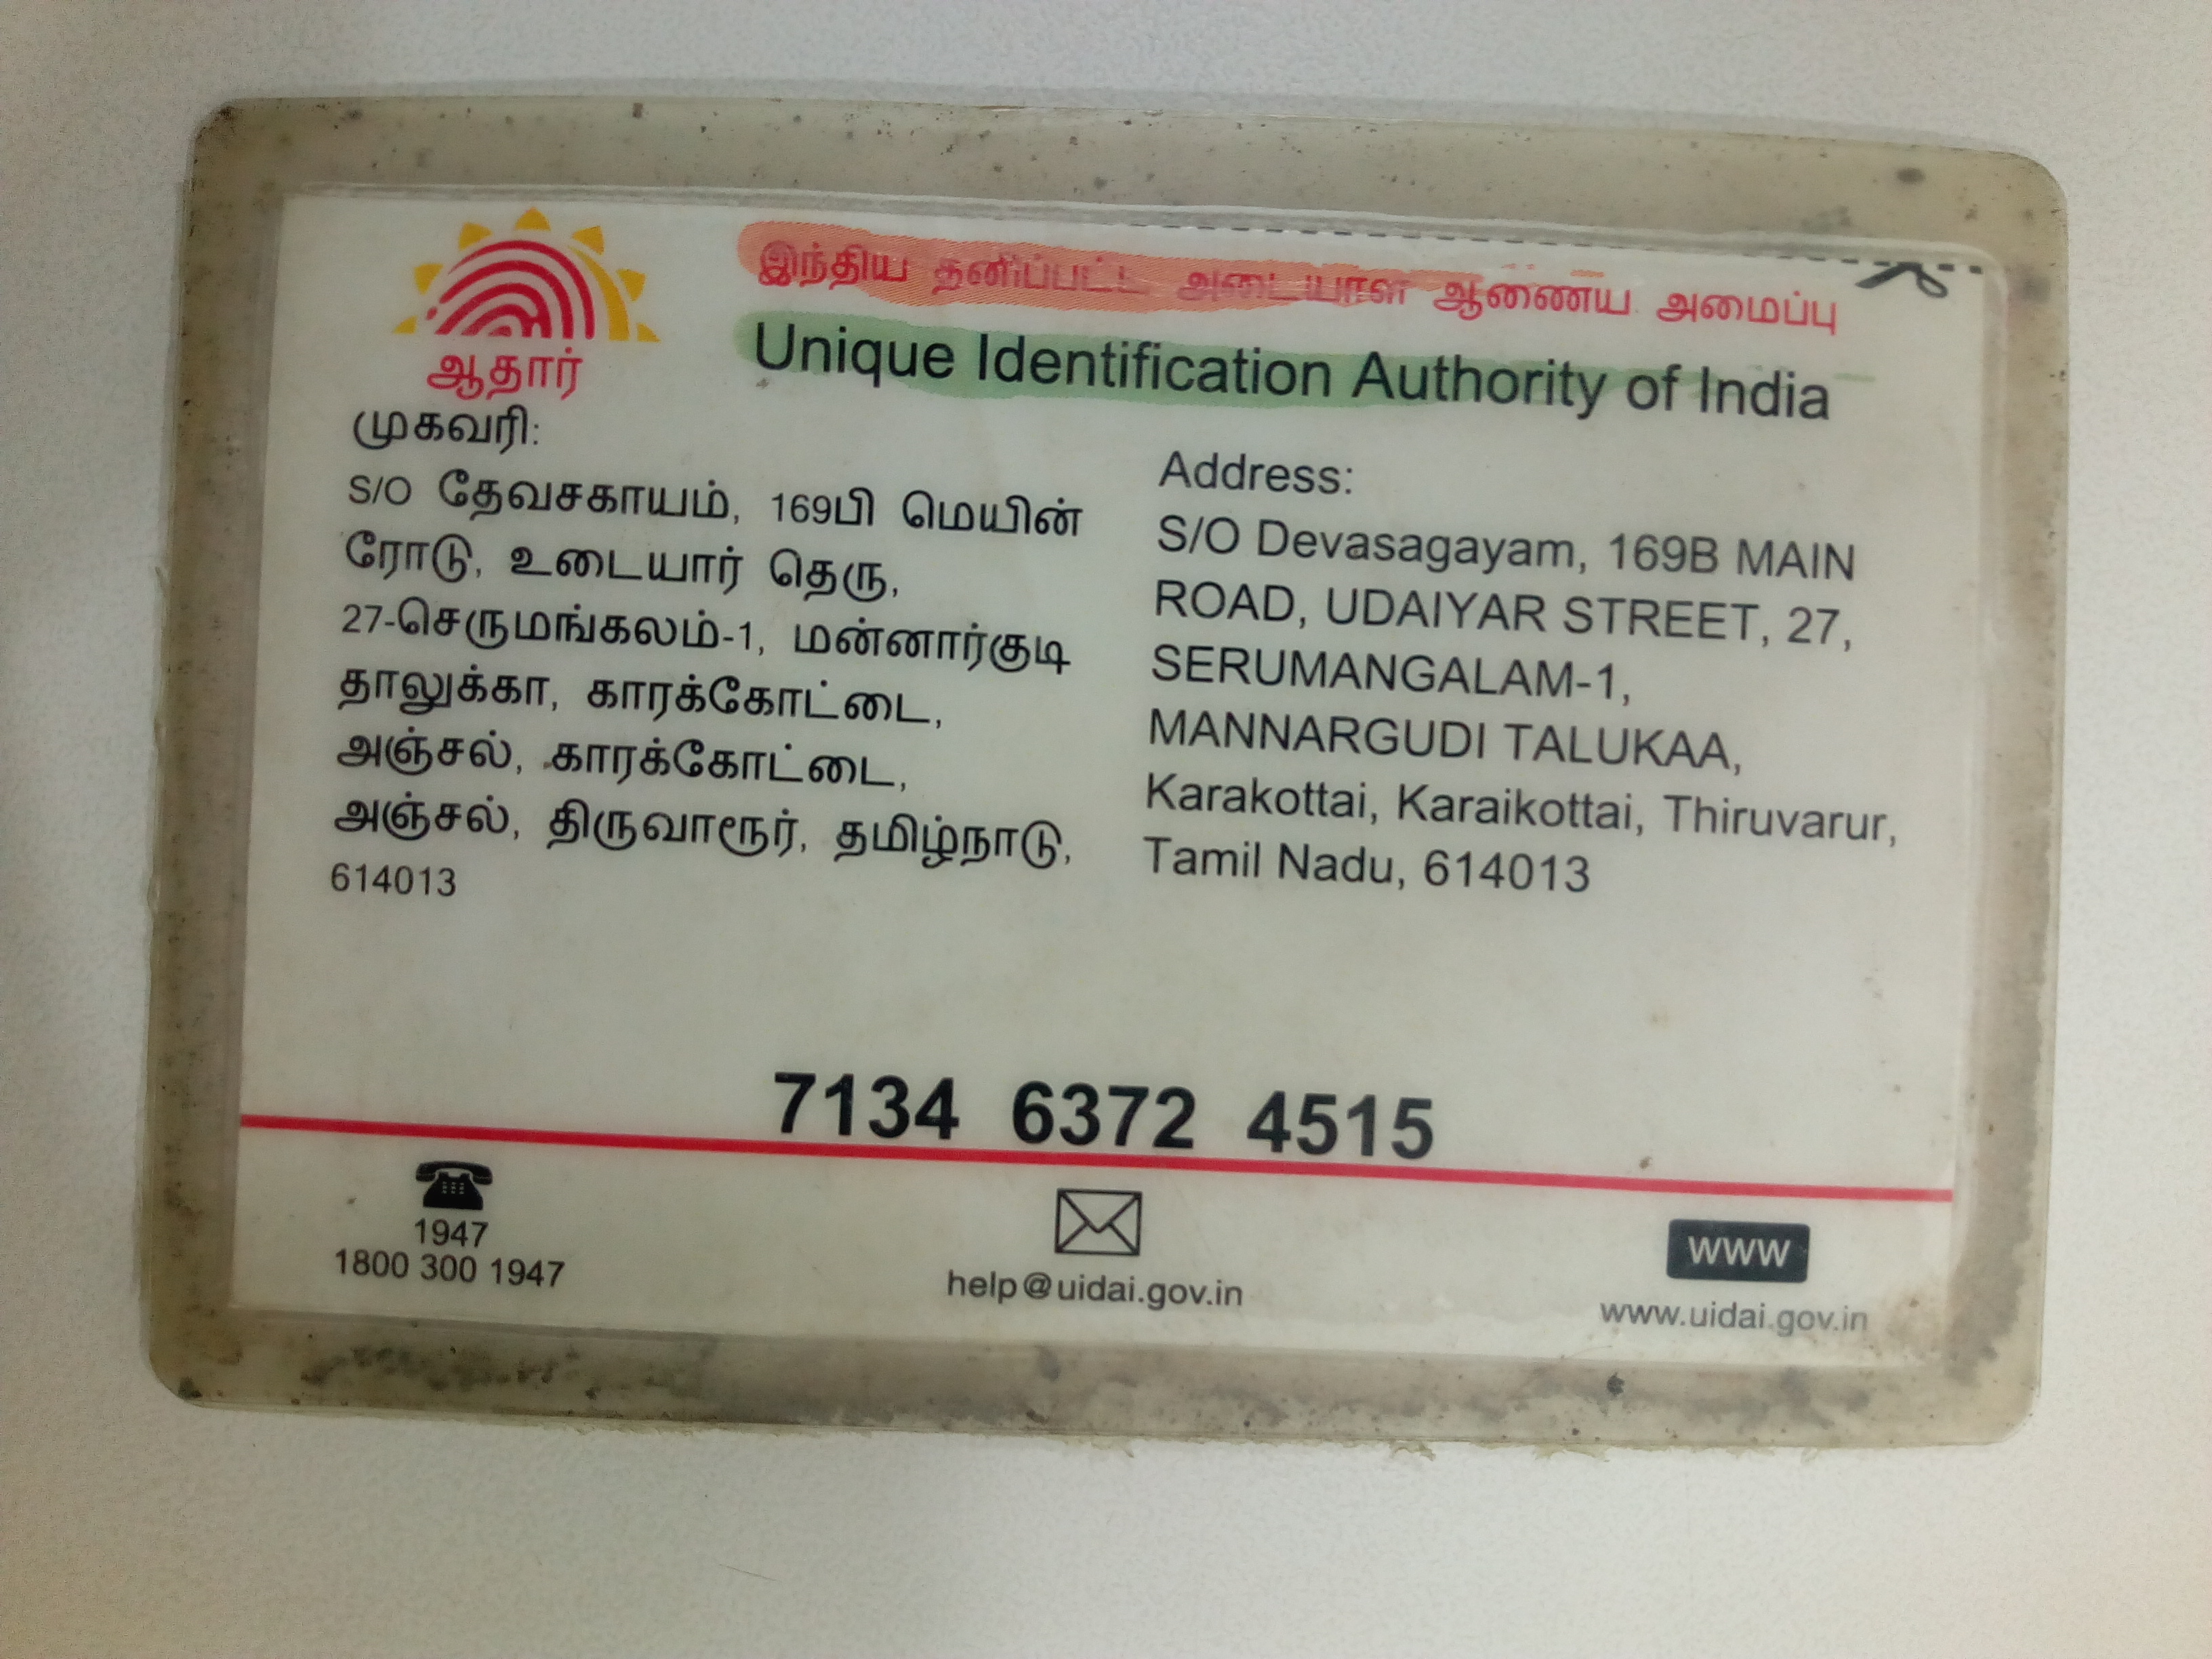 ஆதார்
இந்திய தனிப்பட்ட அடையாள ஆணைய அமைப்பு
Unique Identification Authority of India
முகவரி:
S/O தேவசகாயம், 169பி மெயின்
ரோடு, உடையார் தெரு,
27-செருமங்கலம்-1, மன்னார்குடி
தாலுக்கா, காரக்கோட்டை,
அஞ்சல், காரக்கோட்டை,
அஞ்சல், திருவாரூர், தமிழ்நாடு,
614013
Address:
S/O Devasagayam, 169B MAIN
ROAD, UDAIYAR STREET, 27,
SERUMANGALAM-1,
MANNARGUDI TALUKAA,
Karakottai, Karaikottai, Thiruvarur,
Tamil Nadu, 614013
7134 6372 4515
1947
1800 300 1947
help@uidai.gov.in
WWW
www.uidai.gov.in